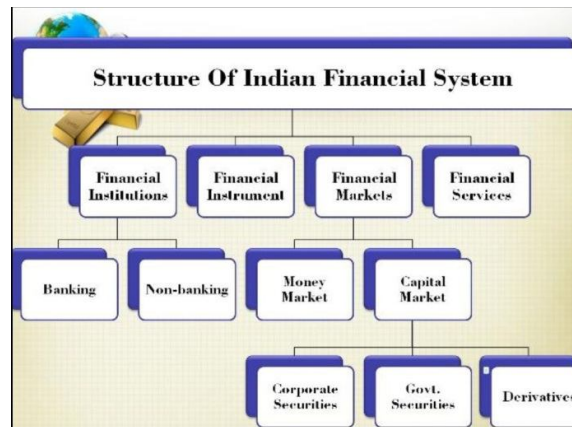 Structure Of Indian Financial System
Financial
Institutions
Financial
Instrument
Financial
Markets
Financial
Services
Banking
Non-banking
Money
Market
Capital
Market
Corporate
Securities
Govt.
Securities
Derivatives